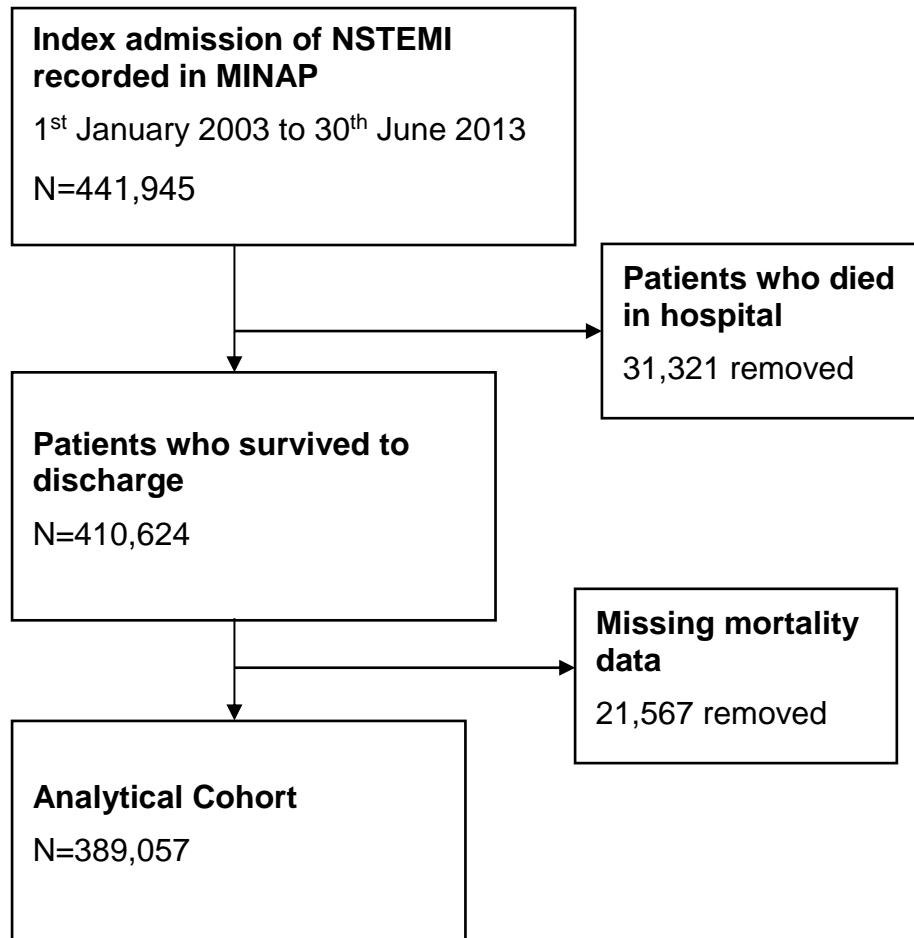 Index admission of NSTEMI
recorded in MINAP
1st January 2003 to 30th June 2013
N=441,945
Patients who died
in hospital
31,321 removed
Patients who survived to
discharge
N=410,624
Missing mortality
data
21,567 removed
Analytical Cohort
N=389,057